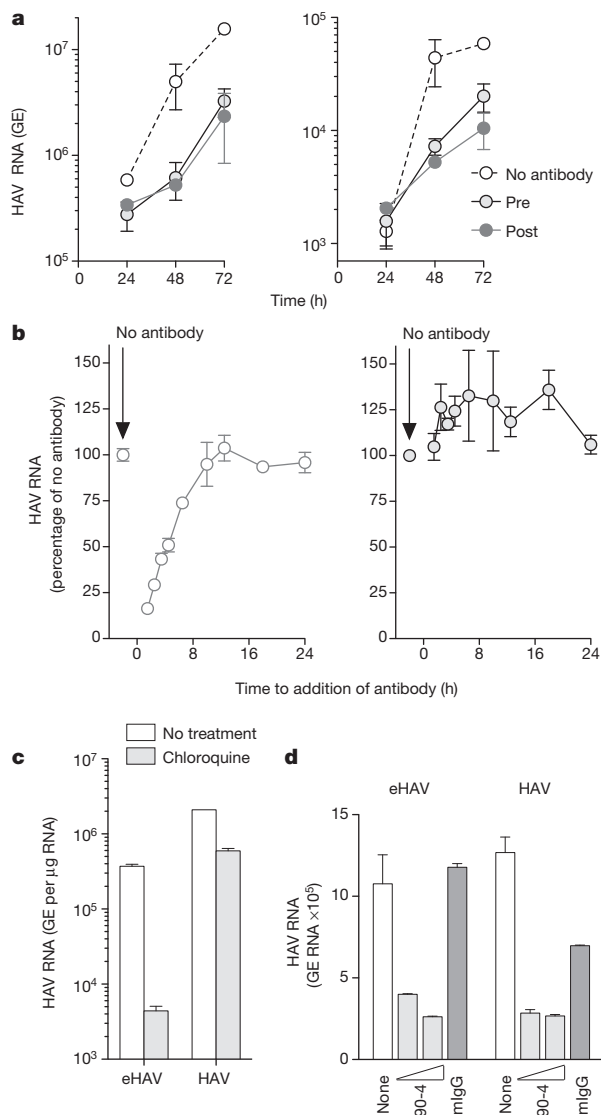 a
HAV RNA (GE)
10⁷
10⁶
10⁵
0 24 48 72
10⁵
10⁴
10³
0 24 48 72
No antibody
Pre
Post
Time (h)
b
No antibody
No antibody
HAV RNA
(percentage of no antibody)
150
125
100
75
50
25
0
0 8 16 24
150
125
100
75
50
25
0
0 8 16 24
Time to addition of antibody (h)
No treatment
Chloroquine
c
HAV RNA (GE per µg RNA)
10⁷
10⁶
10⁵
10⁴
10³
eHAV HAV
d
eHAV HAV
HAV RNA
(GE RNA ×10⁵)
15
10
5
0
None 90-4 mIgG None 90-4 mIgG